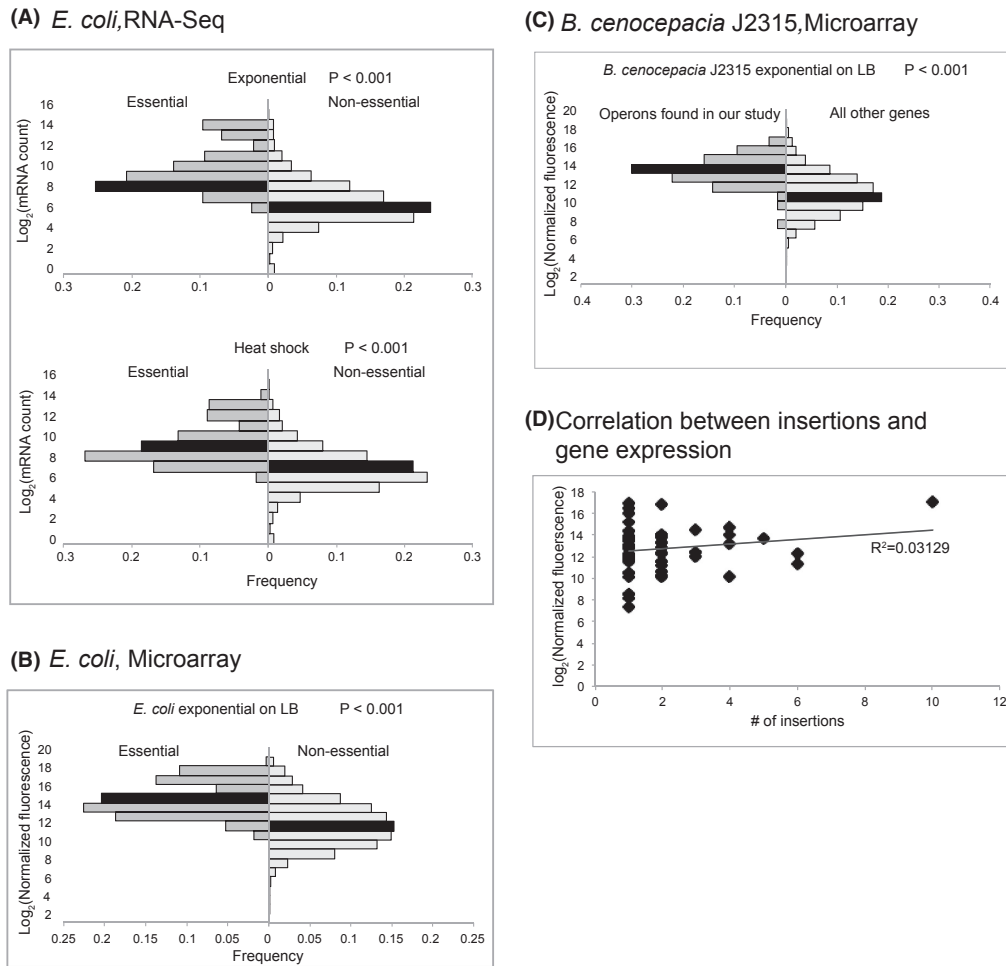 (A) E. coli,RNA-Seq
Exponential P < 0.001
Essential Non-essential
Log2(mRNA count)
16
14
12
10
8
6
4
2
0
0.3 0.2 0.1 0 0.1 0.2 0.3
Heat shock P < 0.001
Essential Non-essential
Log2(mRNA count)
16
14
12
10
8
6
4
2
0
0.3 0.2 0.1 0 0.1 0.2 0.3
Frequency
(B) E. coli, Microarray
E. coli exponential on LB P < 0.001
Essential Non-essential
Log2(Normalized fluorescence)
20
18
16
14
12
10
8
6
4
2
0.25 0.2 0.15 0.1 0.05 0 0.05 0.1 0.15 0.2 0.25
Frequency
(C) B. cenocepacia J2315,Microarray
B. cenocepacia J2315 exponential on LB P < 0.001
Operons found in our study All other genes
Log2(Normalized fluorescence)
20
18
16
14
12
10
8
6
4
2
0.4 0.3 0.2 0.1 0 0.1 0.2 0.3 0.4
Frequency
(D) Correlation between insertions and
gene expression
log2(Normalized fluoerscence)
18
16
14
12
10
8
6
4
2
0
R2=0.03129
0 2 4 6 8 10 12
# of insertions